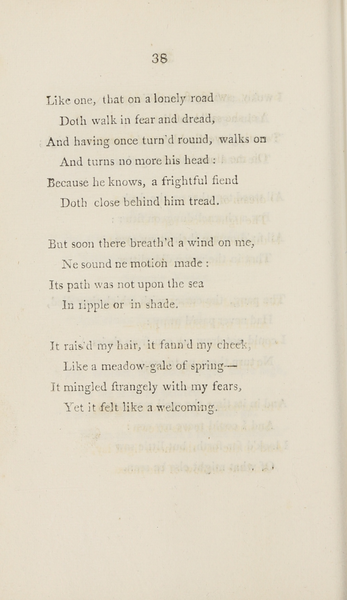 38
Like one, that on a lonely road
Doth walk in fear and dread,
And having once turn'd round, walks on
And turns no more his head :
Because he knows, a frightful fiend
Doth close behind him tread.
But soon there breath'd a wind on me,
Ne sound ne motion made :
Its path was not upon the sea
In ripple or in shade.
It rais'd my hair, it fann'd my cheek,
Like a meadow-gale of spring—
It mingled ſtrangely with my fears,
Yet it felt like a welcoming.